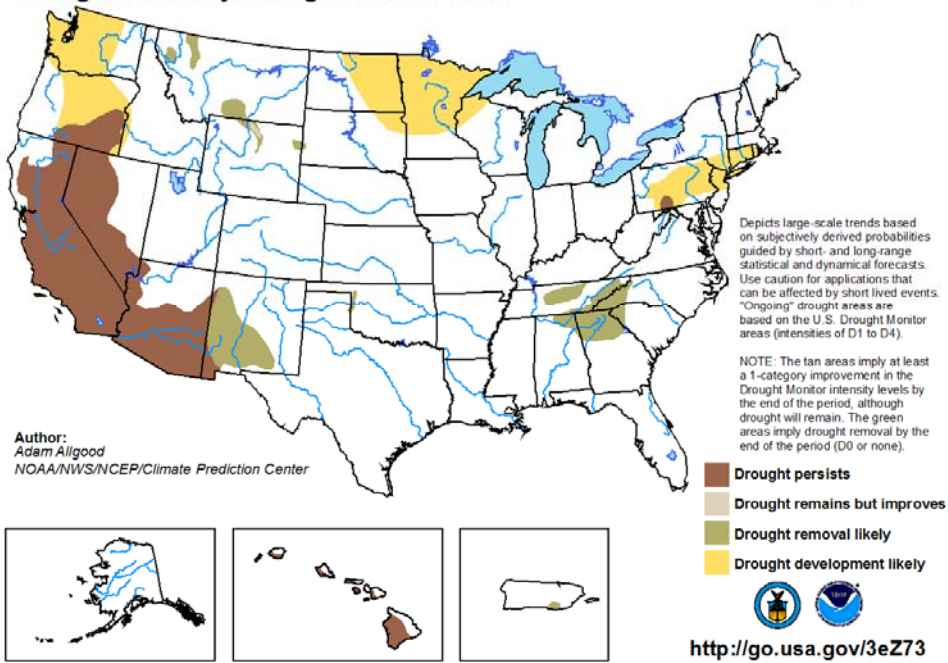 Depicts large-scale trends based
on subjectively derived probabilities
guided by short- and long-range
statistical and dynamical forecasts.
Use caution for applications that
can be affected by short lived events.
"Ongoing" drought areas are
based on the U.S. Drought Monitor
areas (intensities of D1 to D4).
NOTE: The tan areas imply at least
a 1-category improvement in the
Drought Monitor intensity levels by
the end of the period, although
drought will remain. The green
areas imply drought removal by the
end of the period (D0 or none).
Author:
Adam Allgood
NOAA/NWS/NCEP/Climate Prediction Center
Drought persists
Drought remains but improves
Drought removal likely
Drought development likely
http://go.usa.gov/3eZ73